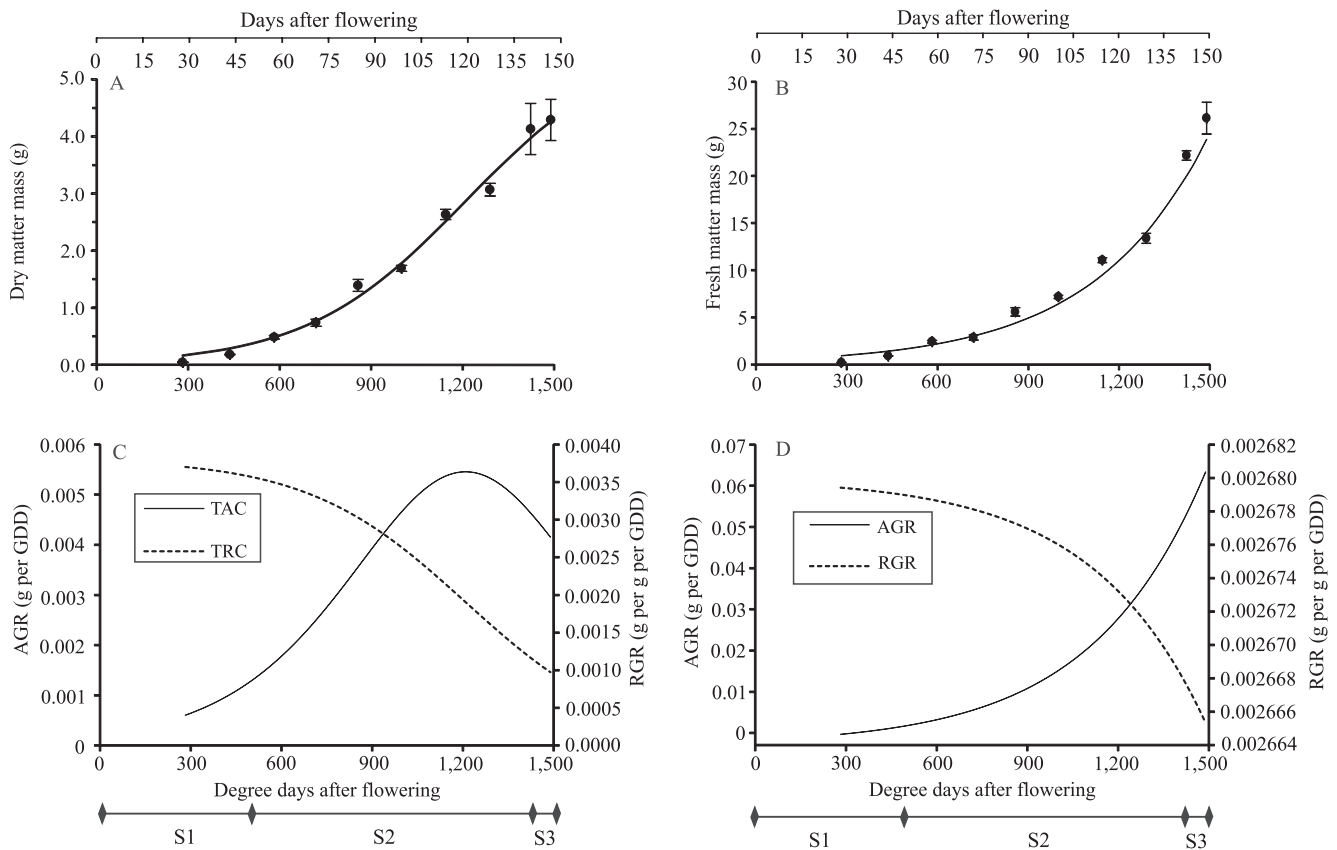 Days after flowering
0 15 30 45 60 75 90 105 120 135 150
A
5.0
4.0
3.0
2.0
1.0
0.0
Dry matter mass (g)
0 300 600 900 1,200 1,500
Days after flowering
0 15 30 45 60 75 90 105 120 135 150
B
30
25
20
15
10
5
0
Fresh matter mass (g)
0 300 600 900 1,200 1,500
C
0.006
0.005
0.004
0.003
0.002
0.001
0
AGR (g per GDD)
TAC
TRC
0.0040
0.0035
0.0030
0.0025
0.0020
0.0015
0.0010
0.0005
0.0000
RGR (g per g per GDD)
0 300 600 900 1,200 1,500
Degree days after flowering
S1 S2 S3
D
0.07
0.06
0.05
0.04
0.03
0.02
0.01
0
AGR (g per GDD)
AGR
RGR
0.002682
0.002680
0.002678
0.002676
0.002674
0.002672
0.002670
0.002668
0.002666
0.002664
RGR (g per g per GDD)
0 300 600 900 1,200 1,500
Degree days after flowering
S1 S2 S3